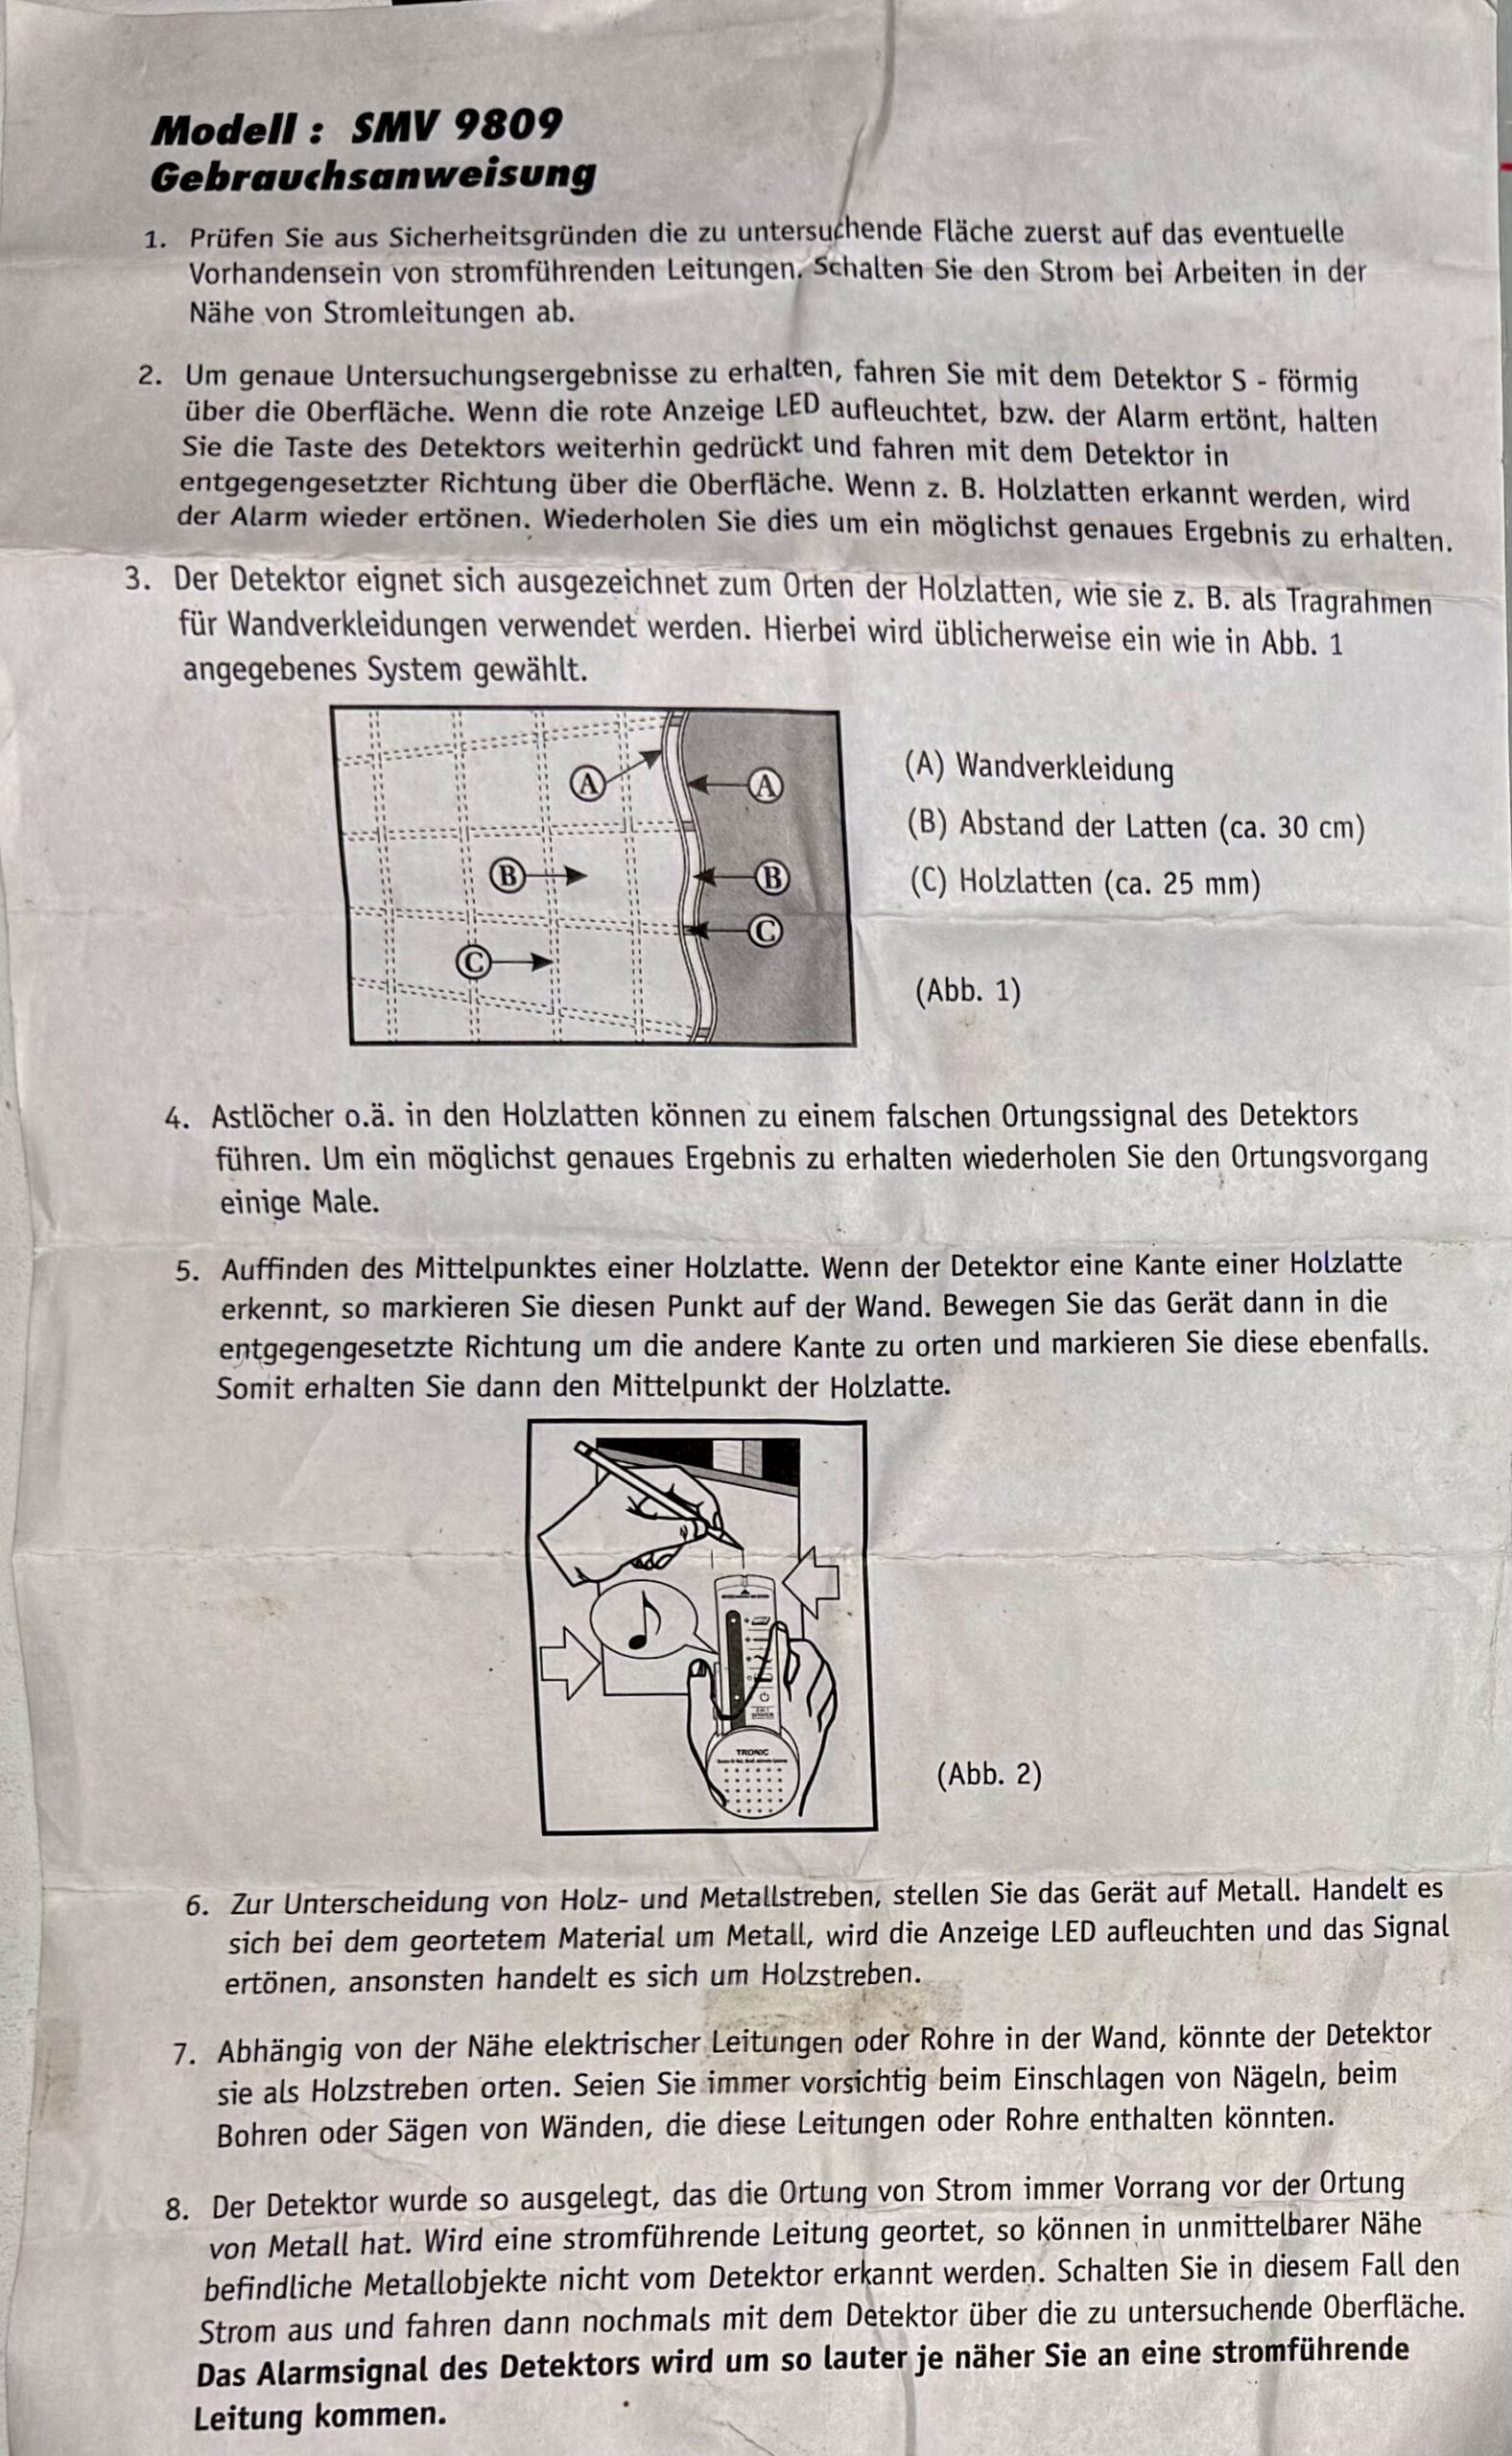 Modell : SMV 9809
Gebrauchsanweisung
1. Prüfen Sie aus Sicherheitsgründen die zu untersuchende Fläche zuerst auf das eventuelle
Vorhandensein von stromführenden Leitungen. Schalten Sie den Strom bei Arbeiten in der
Nähe von Stromleitungen ab.
2. Um genaue Untersuchungsergebnisse zu erhalten, fahren Sie mit dem Detektor S - förmig
über die Oberfläche. Wenn die rote Anzeige LED aufleuchtet, bzw. der Alarm ertönt, halten
Sie die Taste des Detektors weiterhin gedrückt und fahren mit dem Detektor in
entgegengesetzter Richtung über die Oberfläche. Wenn z. B. Holzlatten erkannt werden, wird
der Alarm wieder ertönen. Wiederholen Sie dies um ein möglichst genaues Ergebnis zu erhalten.
3. Der Detektor eignet sich ausgezeichnet zum Orten der Holzlatten, wie sie z. B. als Tragrahmen
für Wandverkleidungen verwendet werden. Hierbei wird üblicherweise ein wie in Abb. 1
angegebenes System gewählt.
A
A
B
B
C
C
(A) Wandverkleidung
(B) Abstand der Latten (ca. 30 cm)
(C) Holzlatten (ca. 25 mm)
(Abb. 1)
4. Astlöcher o.ä. in den Holzlatten können zu einem falschen Ortungssignal des Detektors
führen. Um ein möglichst genaues Ergebnis zu erhalten wiederholen Sie den Ortungsvorgang
einige Male.
5. Auffinden des Mittelpunktes einer Holzlatte. Wenn der Detektor eine Kante einer Holzlatte
erkennt, so markieren Sie diesen Punkt auf der Wand. Bewegen Sie das Gerät dann in die
entgegengesetzte Richtung um die andere Kante zu orten und markieren Sie diese ebenfalls.
Somit erhalten Sie dann den Mittelpunkt der Holzlatte.
TRONIC
(Abb. 2)
6. Zur Unterscheidung von Holz- und Metallstreben, stellen Sie das Gerät auf Metall. Handelt es
sich bei dem geortetem Material um Metall, wird die Anzeige LED aufleuchten und das Signal
ertönen, ansonsten handelt es sich um Holzstreben.
7. Abhängig von der Nähe elektrischer Leitungen oder Rohre in der Wand, könnte der Detektor
sie als Holzstreben orten. Seien Sie immer vorsichtig beim Einschlagen von Nägeln, beim
Bohren oder Sägen von Wänden, die diese Leitungen oder Rohre enthalten könnten.
8. Der Detektor wurde so ausgelegt, das die Ortung von Strom immer Vorrang vor der Ortung
von Metall hat. Wird eine stromführende Leitung geortet, so können in unmittelbarer Nähe
befindliche Metallobjekte nicht vom Detektor erkannt werden. Schalten Sie in diesem Fall den
Strom aus und fahren dann nochmals mit dem Detektor über die zu untersuchende Oberfläche.
Das Alarmsignal des Detektors wird um so lauter je näher Sie an eine stromführende
Leitung kommen.